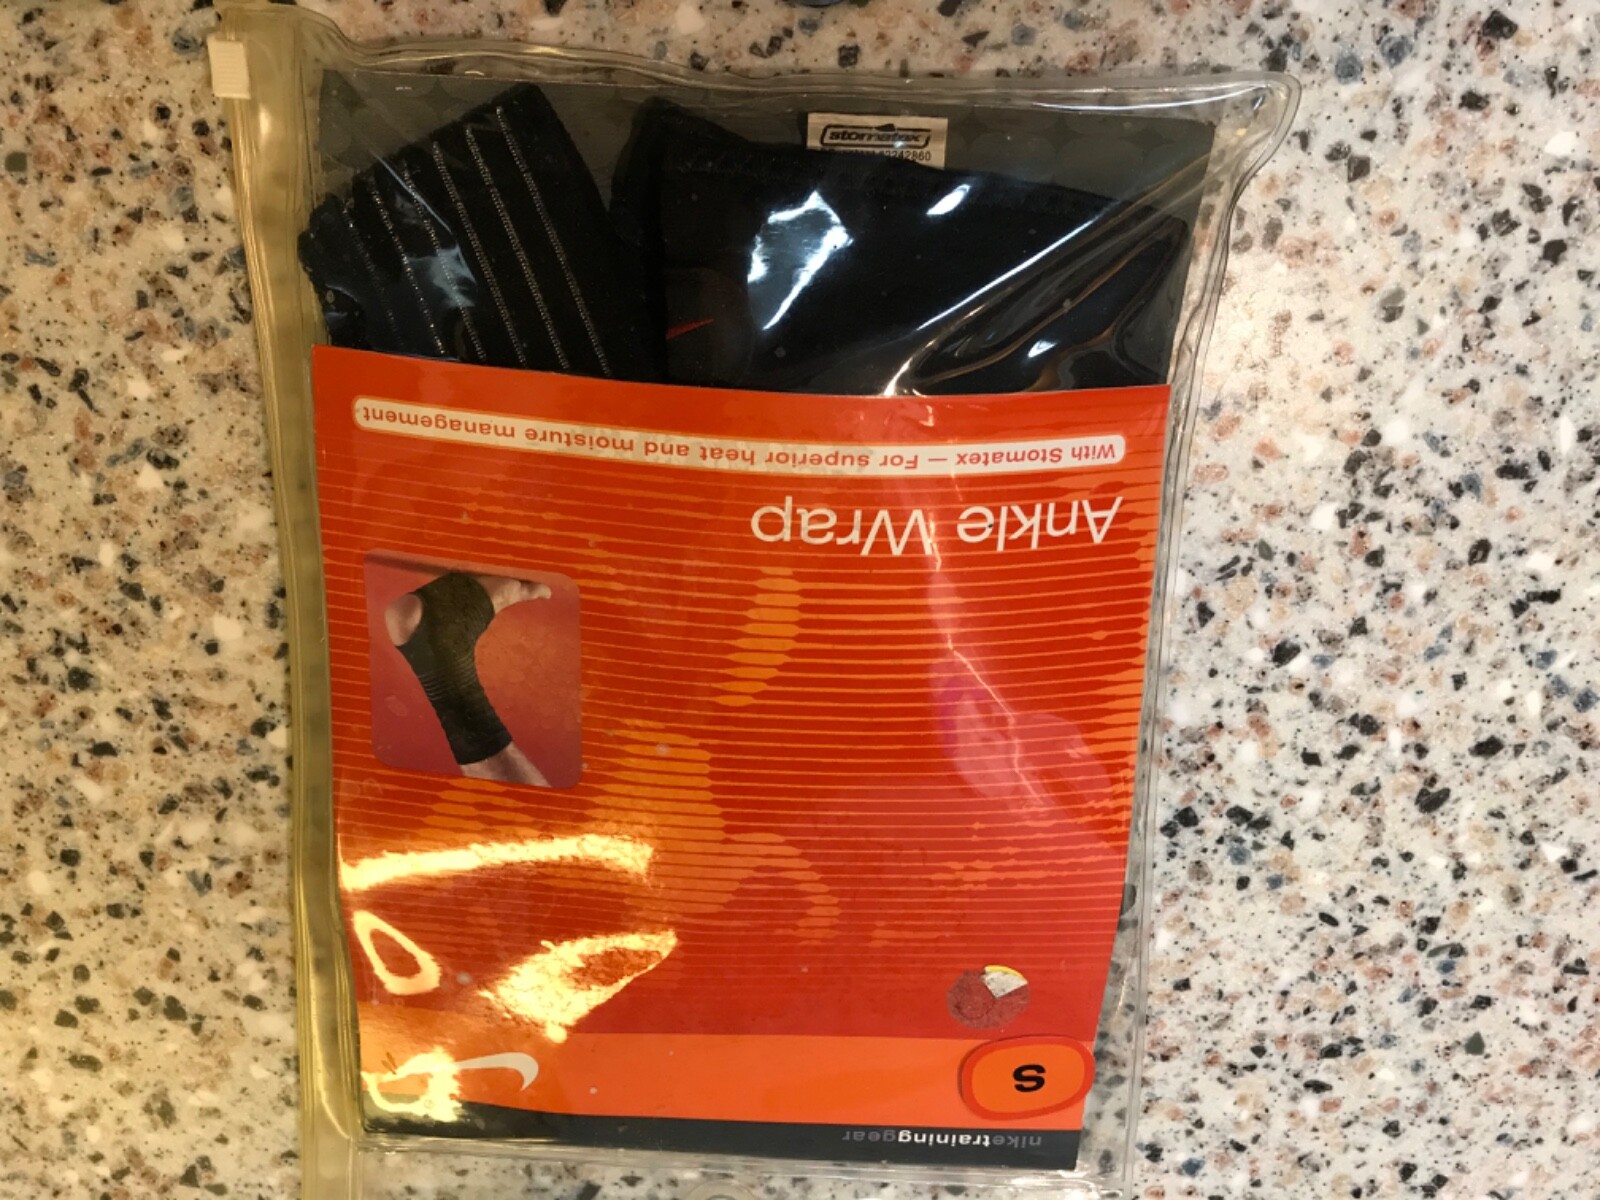 niketraininggear
S
Ankle Wrap
With Stomatex – For superior heat and moisture management
stomatex